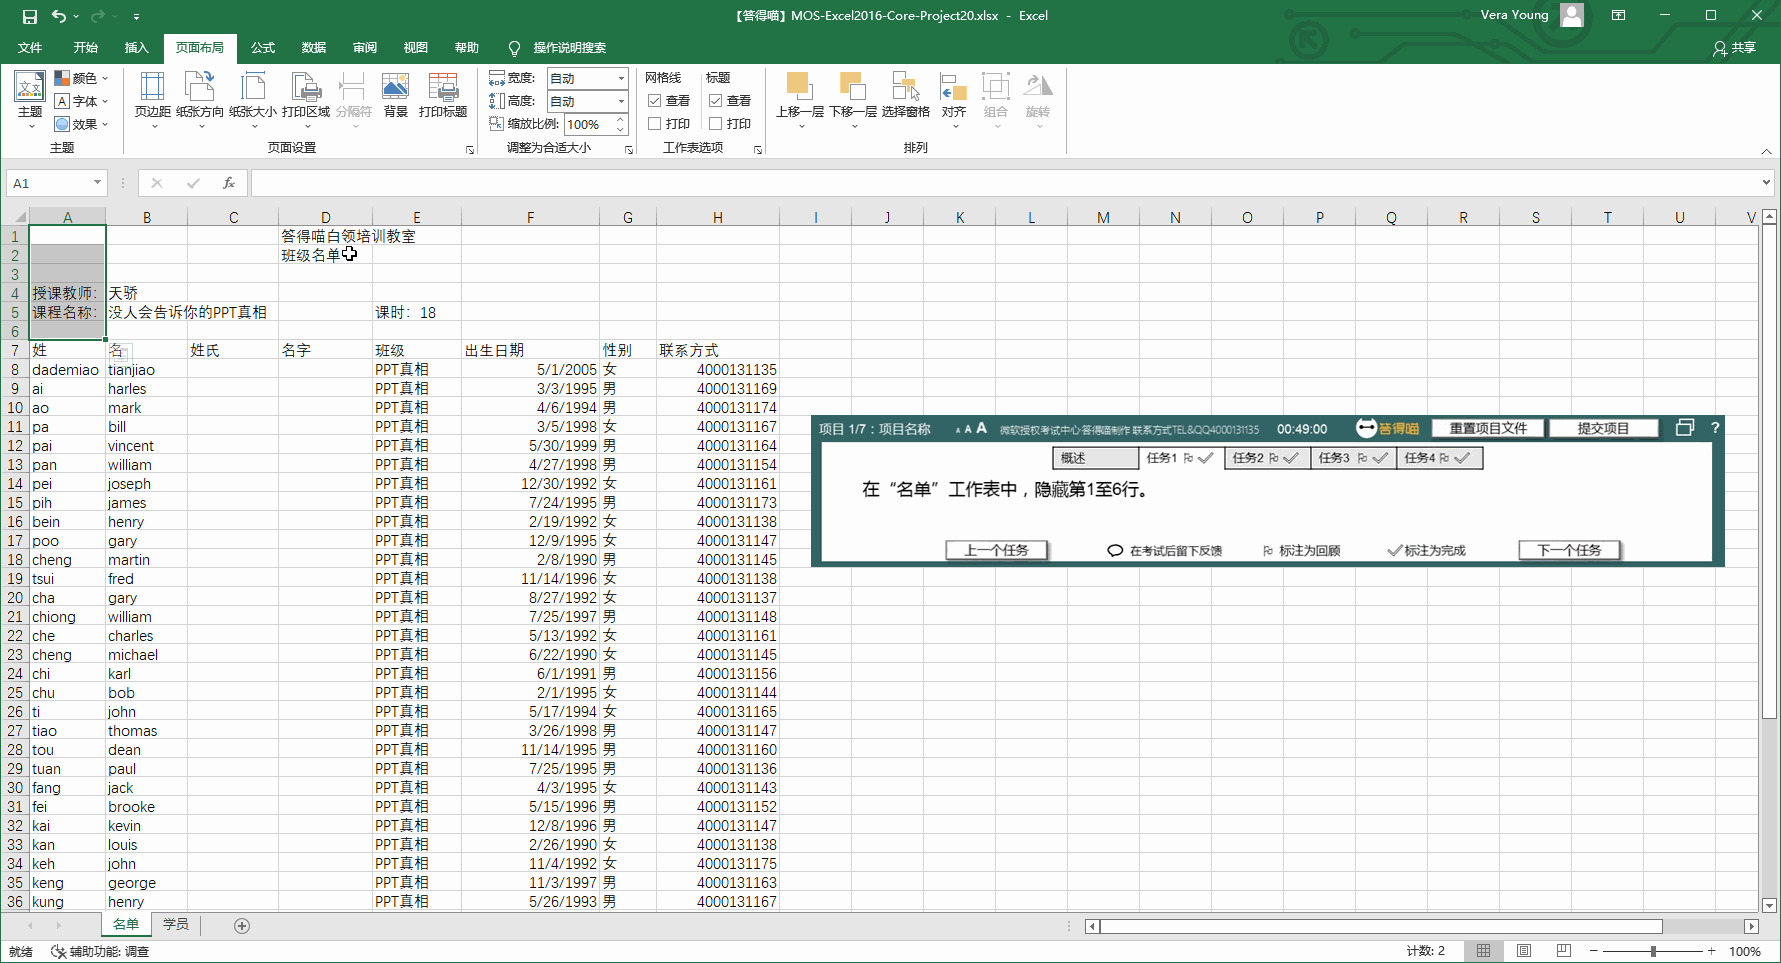 【答得喵】MOS-Excel2016-Core-Project20.xlsx - Excel
Vera Young
文件 开始 插入 页面布局 公式 数据 审阅 视图 帮助 操作说明搜索 共享
主题 颜色 字体 效果 主题
页边距 纸张方向 纸张大小 打印区域 分隔符 背景 打印标题 页面设置
宽度: 自动
高度: 自动
缩放比例: 100%
调整为合适大小
网格线 标题
查看 查看
打印 打印
工作表选项
上移一层 下移一层 选择窗格 对齐 组合 旋转 排列
A1 fx
A B C D E F G H I J K L M N O P Q R S T U V
1 答得喵白领培训教室
2 班级名单
3
4 授课教师: 天骄
5 课程名称: 没人会告诉你的PPT真相 课时: 18
6
7 姓 名 姓氏 名字 班级 出生日期 性别 联系方式
8 dademiao tianjiao PPT真相 5/1/2005 女 4000131135
9 ai harles PPT真相 3/3/1995 男 4000131169
10 ao mark PPT真相 4/6/1994 男 4000131174
11 pa bill PPT真相 3/5/1998 女 4000131167
12 pai vincent PPT真相 5/30/1999 男 4000131164
13 pan william PPT真相 4/27/1998 男 4000131154
14 pei joseph PPT真相 12/30/1992 女 4000131161
15 pih james PPT真相 7/24/1995 男 4000131173
16 bein henry PPT真相 2/19/1992 女 4000131138
17 poo gary PPT真相 12/9/1995 女 4000131147
18 cheng martin PPT真相 2/8/1990 男 4000131145
19 tsui fred PPT真相 11/14/1996 女 4000131138
20 cha gary PPT真相 8/27/1992 女 4000131137
21 chiong william PPT真相 7/25/1997 男 4000131148
22 che charles PPT真相 5/13/1992 女 4000131161
23 cheng michael PPT真相 6/22/1990 女 4000131145
24 chi karl PPT真相 6/1/1991 男 4000131156
25 chu bob PPT真相 2/1/1995 女 4000131144
26 ti john PPT真相 5/17/1994 女 4000131165
27 tiao thomas PPT真相 3/26/1998 男 4000131147
28 tou dean PPT真相 11/14/1995 男 4000131160
29 tuan paul PPT真相 7/25/1995 男 4000131136
30 fang jack PPT真相 4/3/1995 女 4000131143
31 fei brooke PPT真相 5/15/1996 男 4000131152
32 kai kevin PPT真相 12/8/1996 男 4000131147
33 kan louis PPT真相 2/26/1990 女 4000131138
34 keh john PPT真相 11/4/1992 女 4000131175
35 keng george PPT真相 11/3/1997 男 4000131163
36 kung henry PPT真相 5/26/1993 男 4000131167
项目 1/7：项目名称 A A A 微软授权考试中心·答得喵制作 联系方式TEL&QQ4000131135 00:49:00 答得喵 重置项目文件 提交项目 ?
概述 任务1 任务2 任务3 任务4
在“名单”工作表中，隐藏第1至6行。
上一个任务 在考试后留下反馈 标注为回顾 标注为完成 下一个任务
名单 学员
就绪 辅助功能: 调查 计数: 2 100%